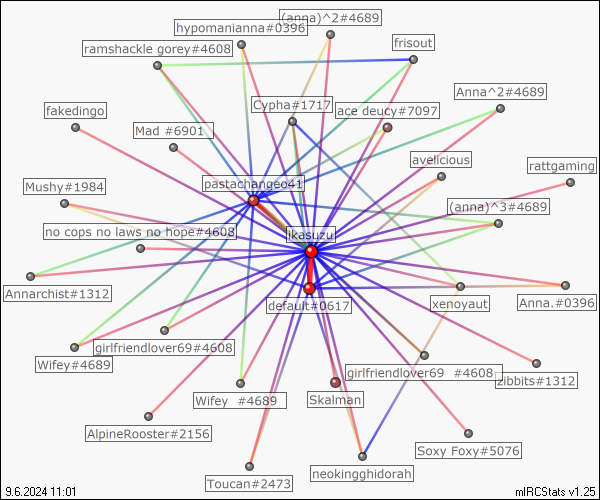 (anna)^2#4689
hypomanianna#0396
ramshackle gorey#4608
frisout
Anna^2#4689
Cypha#1717
ace deucy#7097
fakedingo
Mad #6901
avelicious
rattgaming
pastachangeo41
Mushy#1984
(anna)^3#4689
no cops no laws no hope#4608
ikasuzu
Annarchist#1312
default#0617
xenoyaut
Anna.#0396
girlfriendlover69#4608
Wifey#4689
girlfriendlover69 #4608
zibbits#1312
Wifey #4689
Skalman
AlpineRooster#2156
Soxy Foxy#5076
neokingghidorah
Toucan#2473
9.6.2024 11:01
mIRCStats v1.25